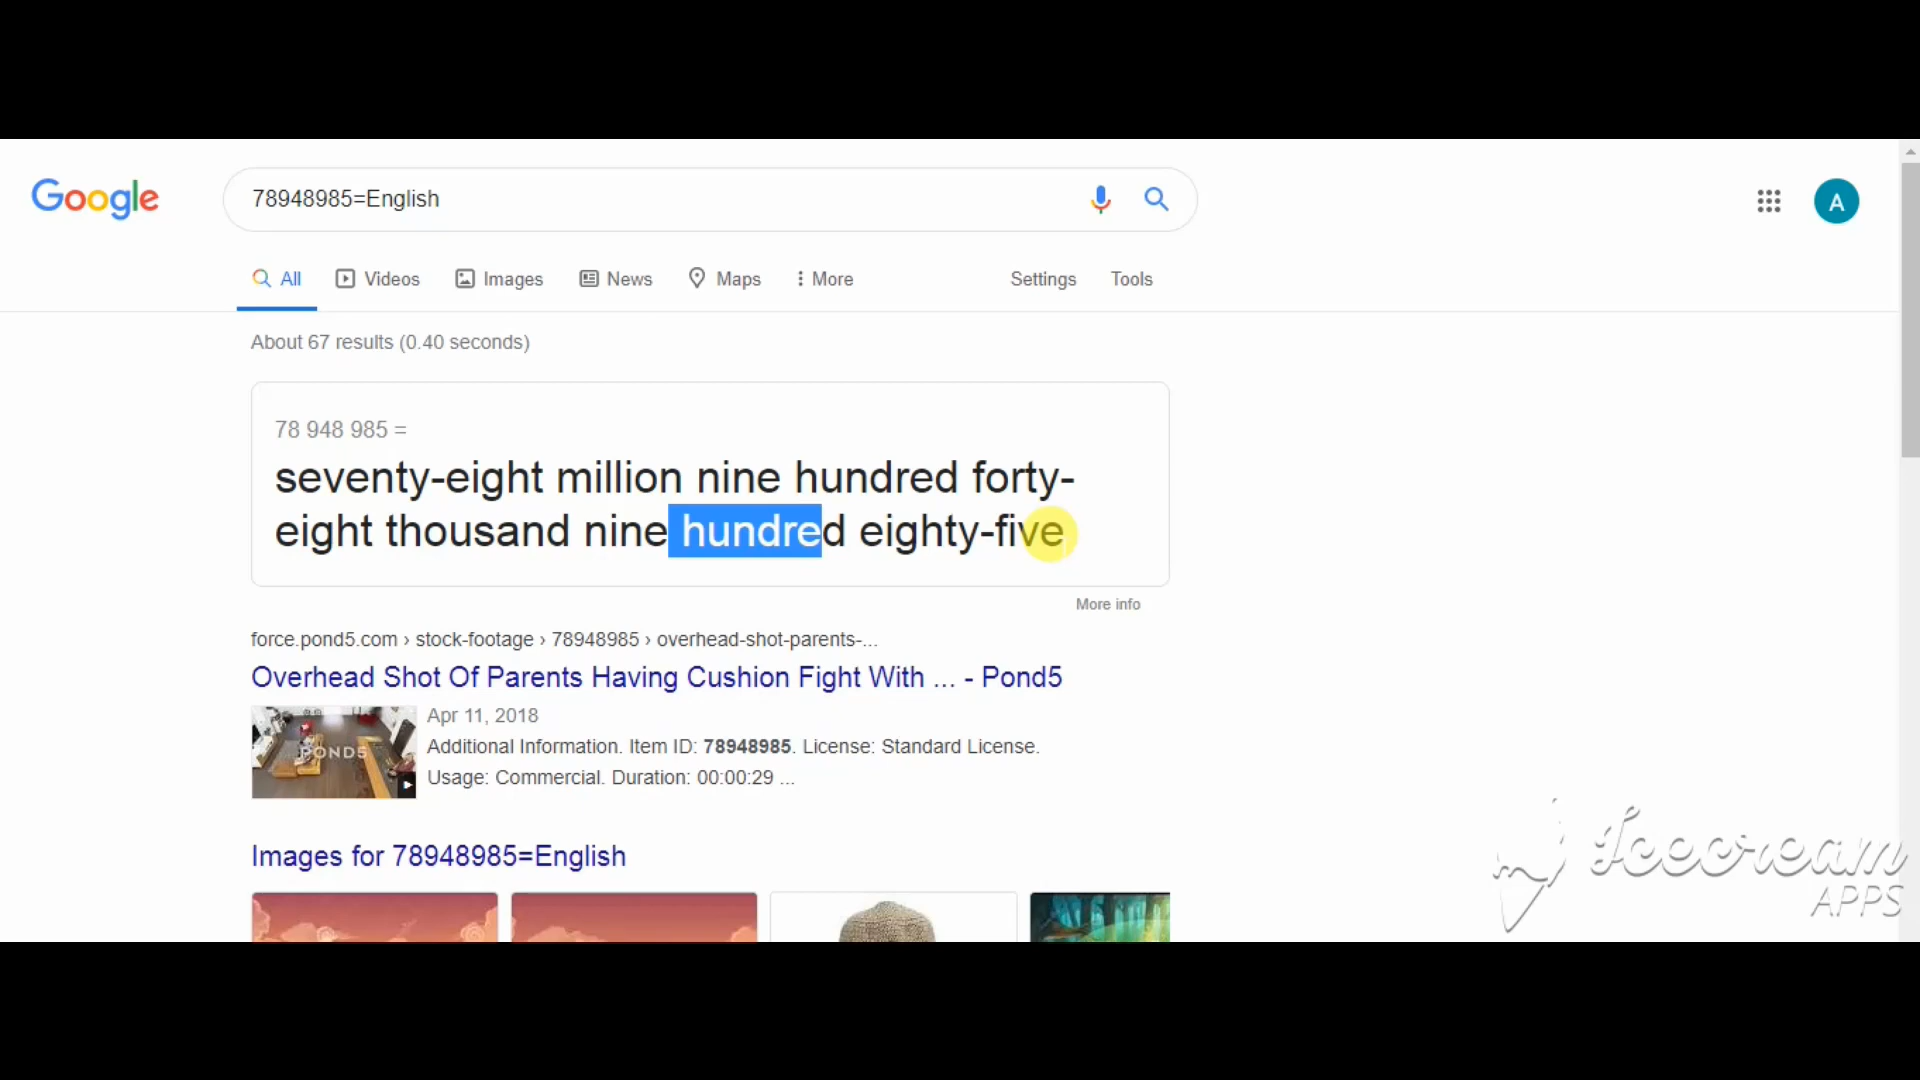 Google
78948985=English
A
All
Videos
Images
News
Maps
More
Settings
Tools
About 67 results (0.40 seconds)
78 948 985 =
seventy-eight million nine hundred forty-
eight thousand nine hundred eighty-five
More info
force.pond5.com › stock-footage › 78948985 › overhead-shot-parents-...
Overhead Shot Of Parents Having Cushion Fight With ... - Pond5
POND5
Apr 11, 2018
Additional Information. Item ID: 78948985. License: Standard License.
Usage: Commercial. Duration: 00:00:29 ...
Images for 78948985=English
Icecream
APPS